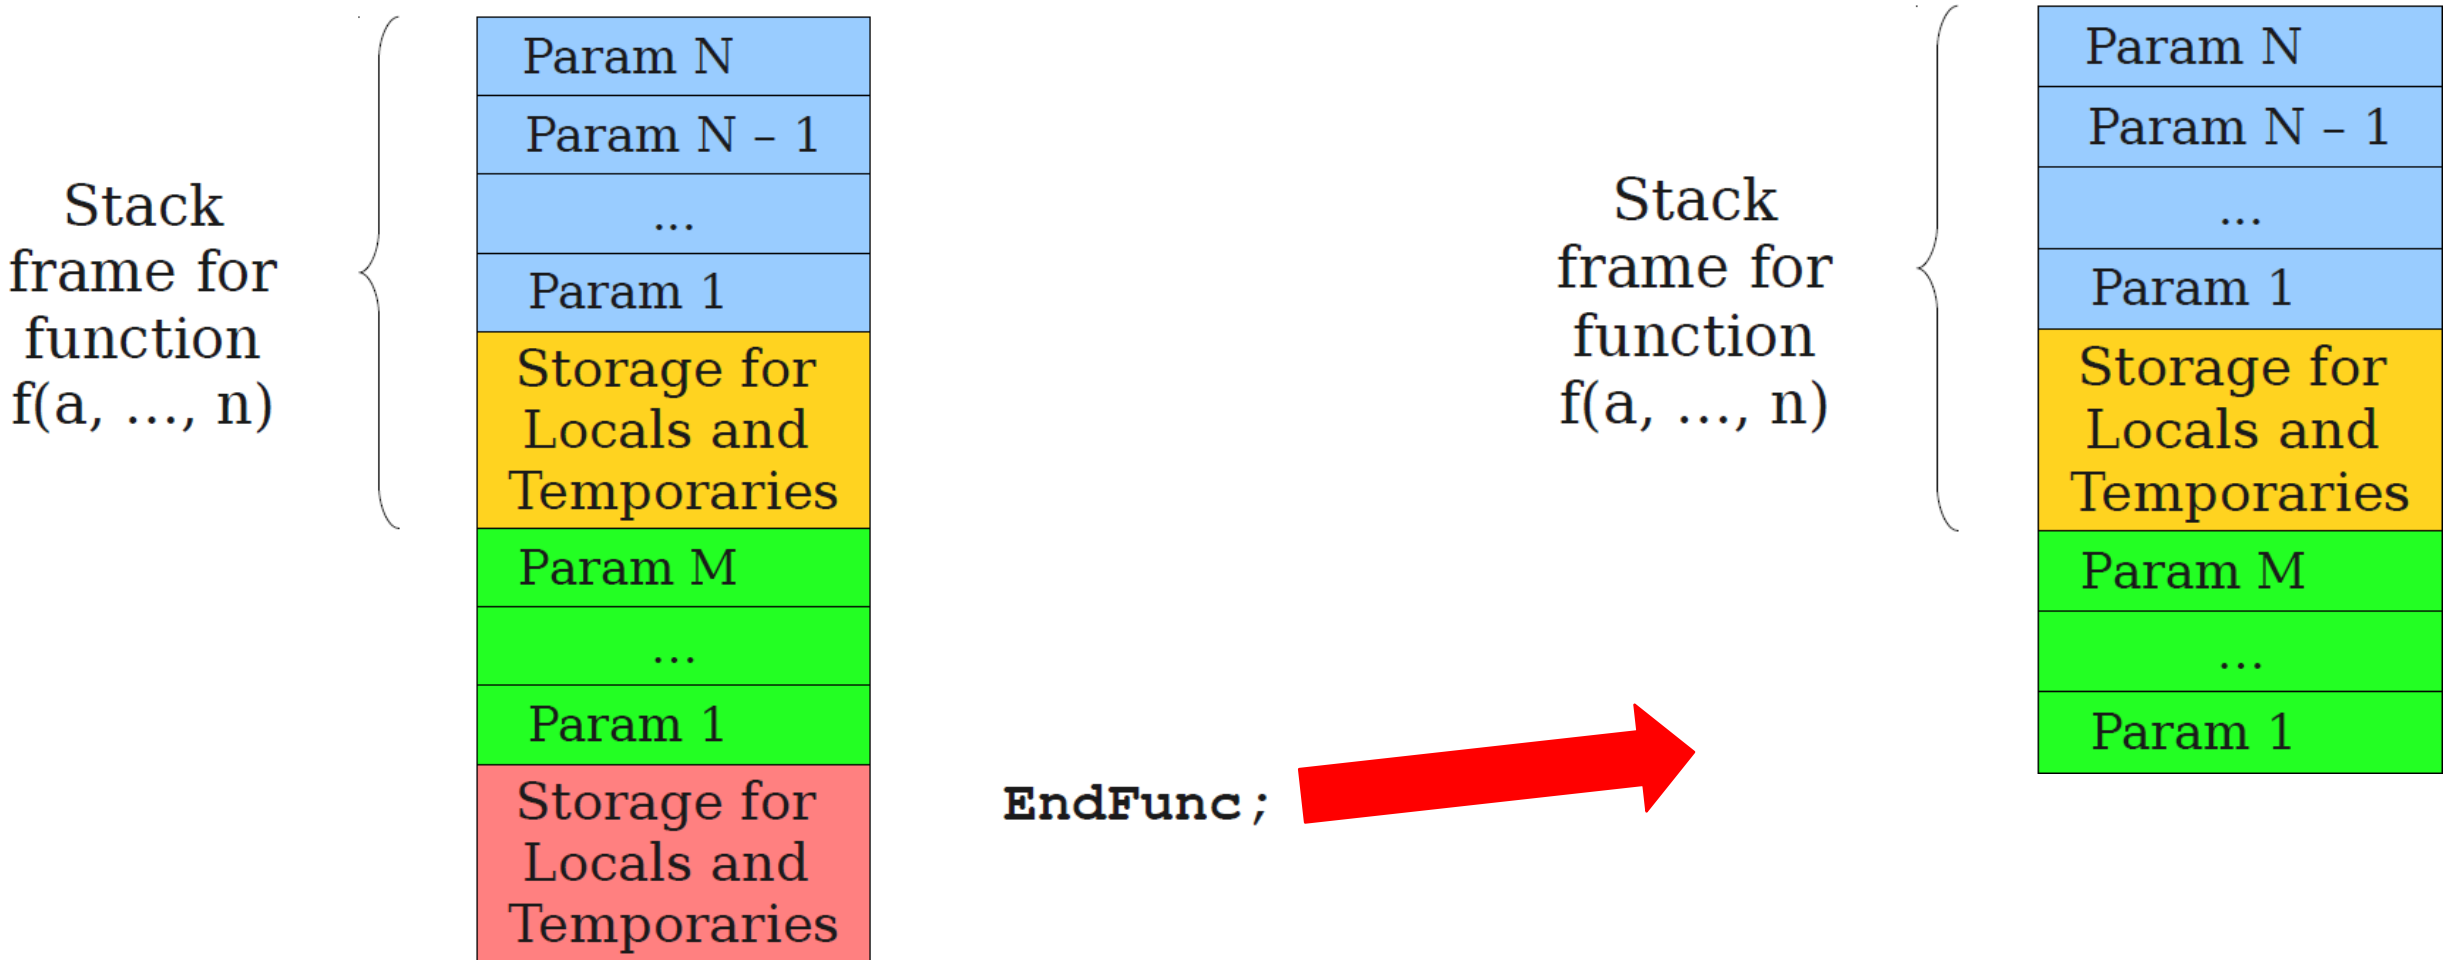 Stack
frame for
function
f(a, …, n)
Param N
Param N – 1
...
Param 1
Storage for
Locals and
Temporaries
Param M
...
Param 1
Storage for
Locals and
Temporaries
EndFunc;
Stack
frame for
function
f(a, …, n)
Param N
Param N – 1
...
Param 1
Storage for
Locals and
Temporaries
Param M
...
Param 1